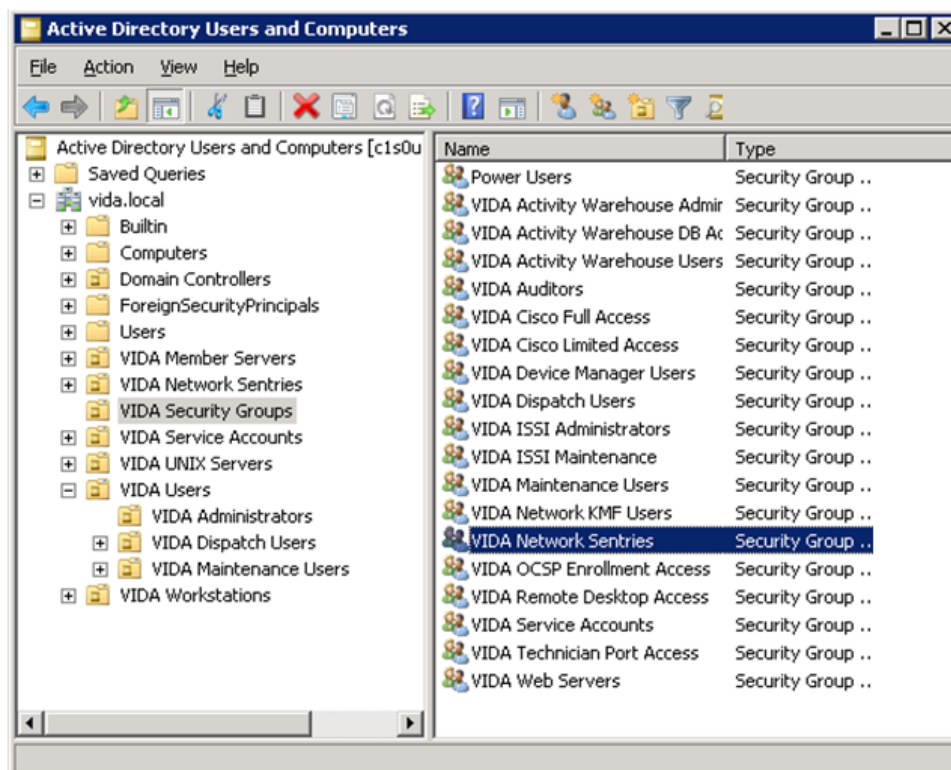 Active Directory Users and Computers
File Action View Help
Active Directory Users and Computers [c1s0u
Saved Queries
vida.local
Builtin
Computers
Domain Controllers
ForeignSecurityPrincipals
Users
VIDA Member Servers
VIDA Network Sentries
VIDA Security Groups
VIDA Service Accounts
VIDA UNIX Servers
VIDA Users
VIDA Administrators
VIDA Dispatch Users
VIDA Maintenance Users
VIDA Workstations
Name Type
Power Users Security Group ..
VIDA Activity Warehouse Admir Security Group ..
VIDA Activity Warehouse DB Ac Security Group ..
VIDA Activity Warehouse Users Security Group ..
VIDA Auditors Security Group ..
VIDA Cisco Full Access Security Group ..
VIDA Cisco Limited Access Security Group ..
VIDA Device Manager Users Security Group ..
VIDA Dispatch Users Security Group ..
VIDA ISSI Administrators Security Group ..
VIDA ISSI Maintenance Security Group ..
VIDA Maintenance Users Security Group ..
VIDA Network KMF Users Security Group ..
VIDA Network Sentries Security Group ..
VIDA OCSP Enrollment Access Security Group ..
VIDA Remote Desktop Access Security Group ..
VIDA Service Accounts Security Group ..
VIDA Technician Port Access Security Group ..
VIDA Web Servers Security Group ..